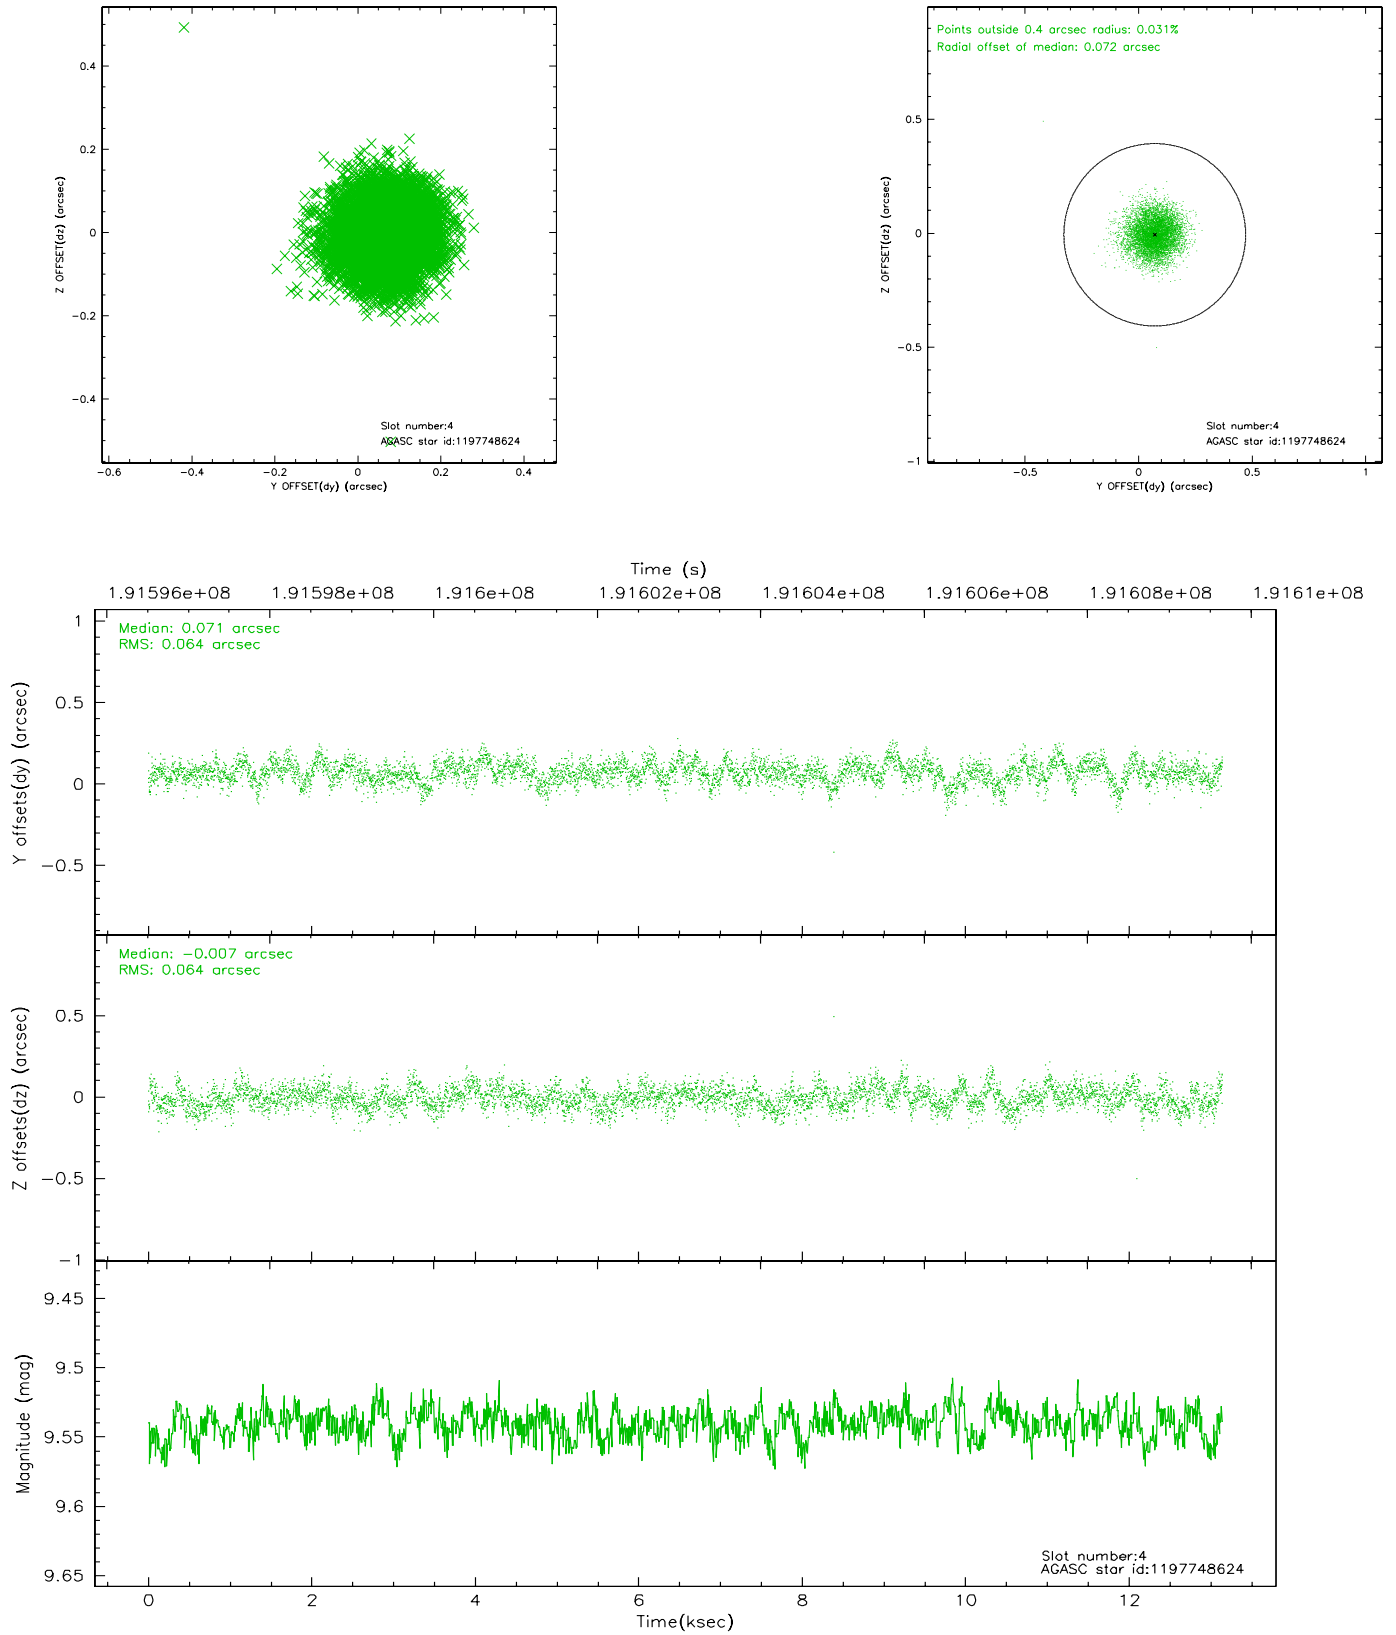 0.4
0.2
0
−0.2
−0.4
Z OFFSET(dz) (arcsec)
Slot number:4
AGASC star id:1197748624
−0.6 −0.4 −0.2 0 0.2 0.4
Y OFFSET(dy) (arcsec)
Points outside 0.4 arcsec radius: 0.031%
Radial offset of median: 0.072 arcsec
0.5
0
−0.5
−1
Z OFFSET(dz) (arcsec)
Slot number:4
AGASC star id:1197748624
−0.5 0 0.5 1
Y OFFSET(dy) (arcsec)
Time (s)
1.91596e+08 1.91598e+08 1.916e+08 1.91602e+08 1.91604e+08 1.91606e+08 1.91608e+08 1.9161e+08
Median: 0.071 arcsec
RMS: 0.064 arcsec
1
0.5
0
−0.5
Y offsets(dy) (arcsec)
Median: −0.007 arcsec
RMS: 0.064 arcsec
0.5
0
−0.5
−1
Z offsets(dz) (arcsec)
9.45
9.5
9.55
9.6
9.65
Magnitude (mag)
Slot number:4
AGASC star id:1197748624
0 2 4 6 8 10 12
Time(ksec)